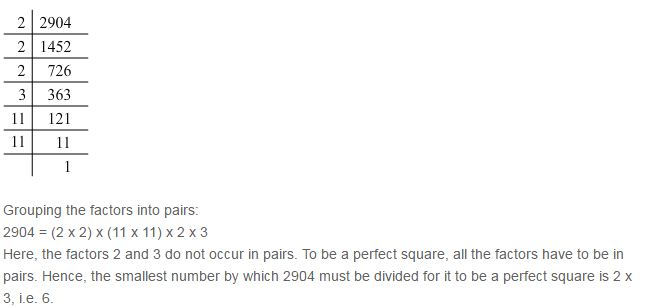 2 2904
2 1452
2 726
3 363
11 121
11 11
1
Grouping the factors into pairs:
2904 = (2 x 2) x (11 x 11) x 2 x 3
Here, the factors 2 and 3 do not occur in pairs. To be a perfect square, all the factors have to be in
pairs. Hence, the smallest number by which 2904 must be divided for it to be a perfect square is 2 x
3, i.e. 6.